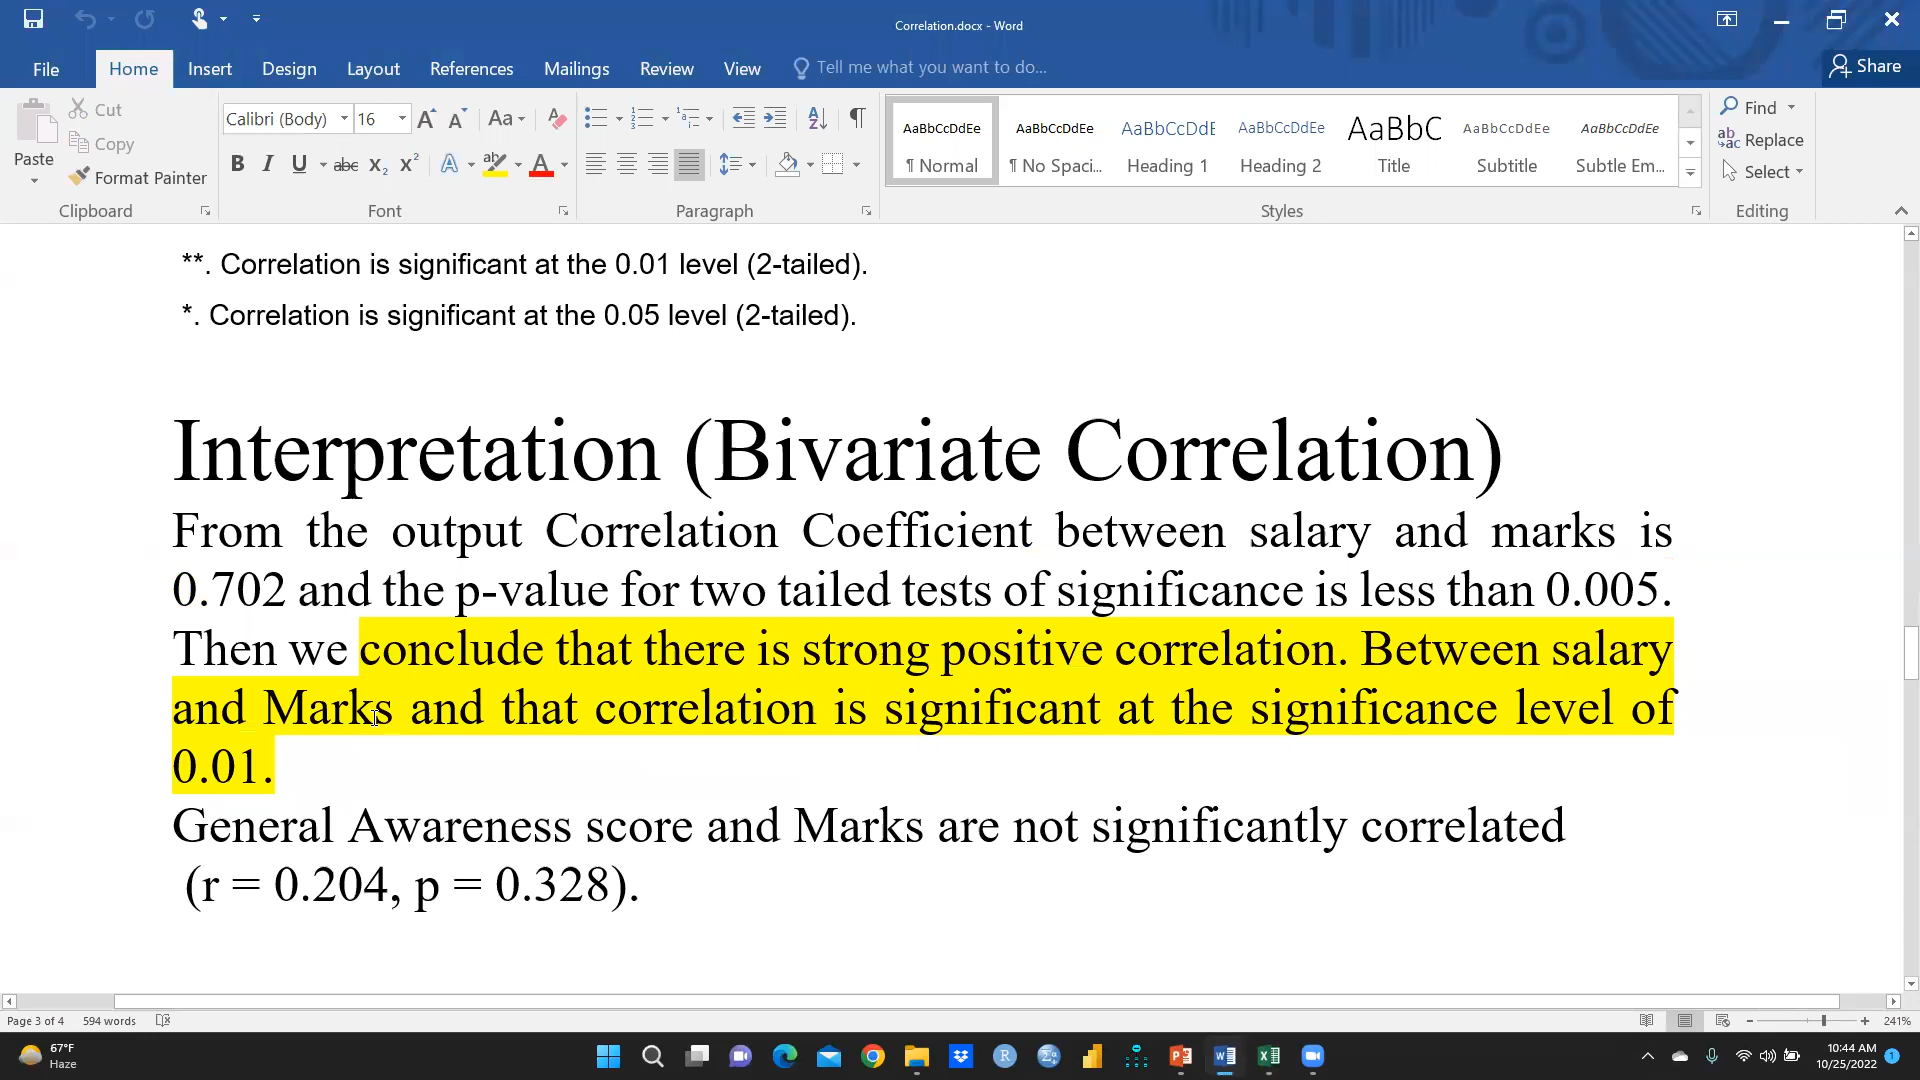 Correlation.docx - Word
File Home Insert Design Layout References Mailings Review View Tell me what you want to do... Share
Cut
Copy
Paste
Format Painter
Clipboard
Calibri (Body) 16
Font
Paragraph
AaBbCcDdEe AaBbCcDdEe AaBbCcDdE AaBbCcDdEe AaBbC AaBbCcDdEe AaBbCcDdEe
¶ Normal ¶ No Spaci... Heading 1 Heading 2 Title Subtitle Subtle Em...
Styles
Find
Replace
Select
Editing
**. Correlation is significant at the 0.01 level (2-tailed).
*. Correlation is significant at the 0.05 level (2-tailed).
Interpretation (Bivariate Correlation)
From the output Correlation Coefficient between salary and marks is
0.702 and the p-value for two tailed tests of significance is less than 0.005.
Then we conclude that there is strong positive correlation. Between salary
and Marks and that correlation is significant at the significance level of
0.01.
General Awareness score and Marks are not significantly correlated
(r = 0.204, p = 0.328).
Page 3 of 4 594 words
241%
67°F
Haze
10:44 AM
10/25/2022